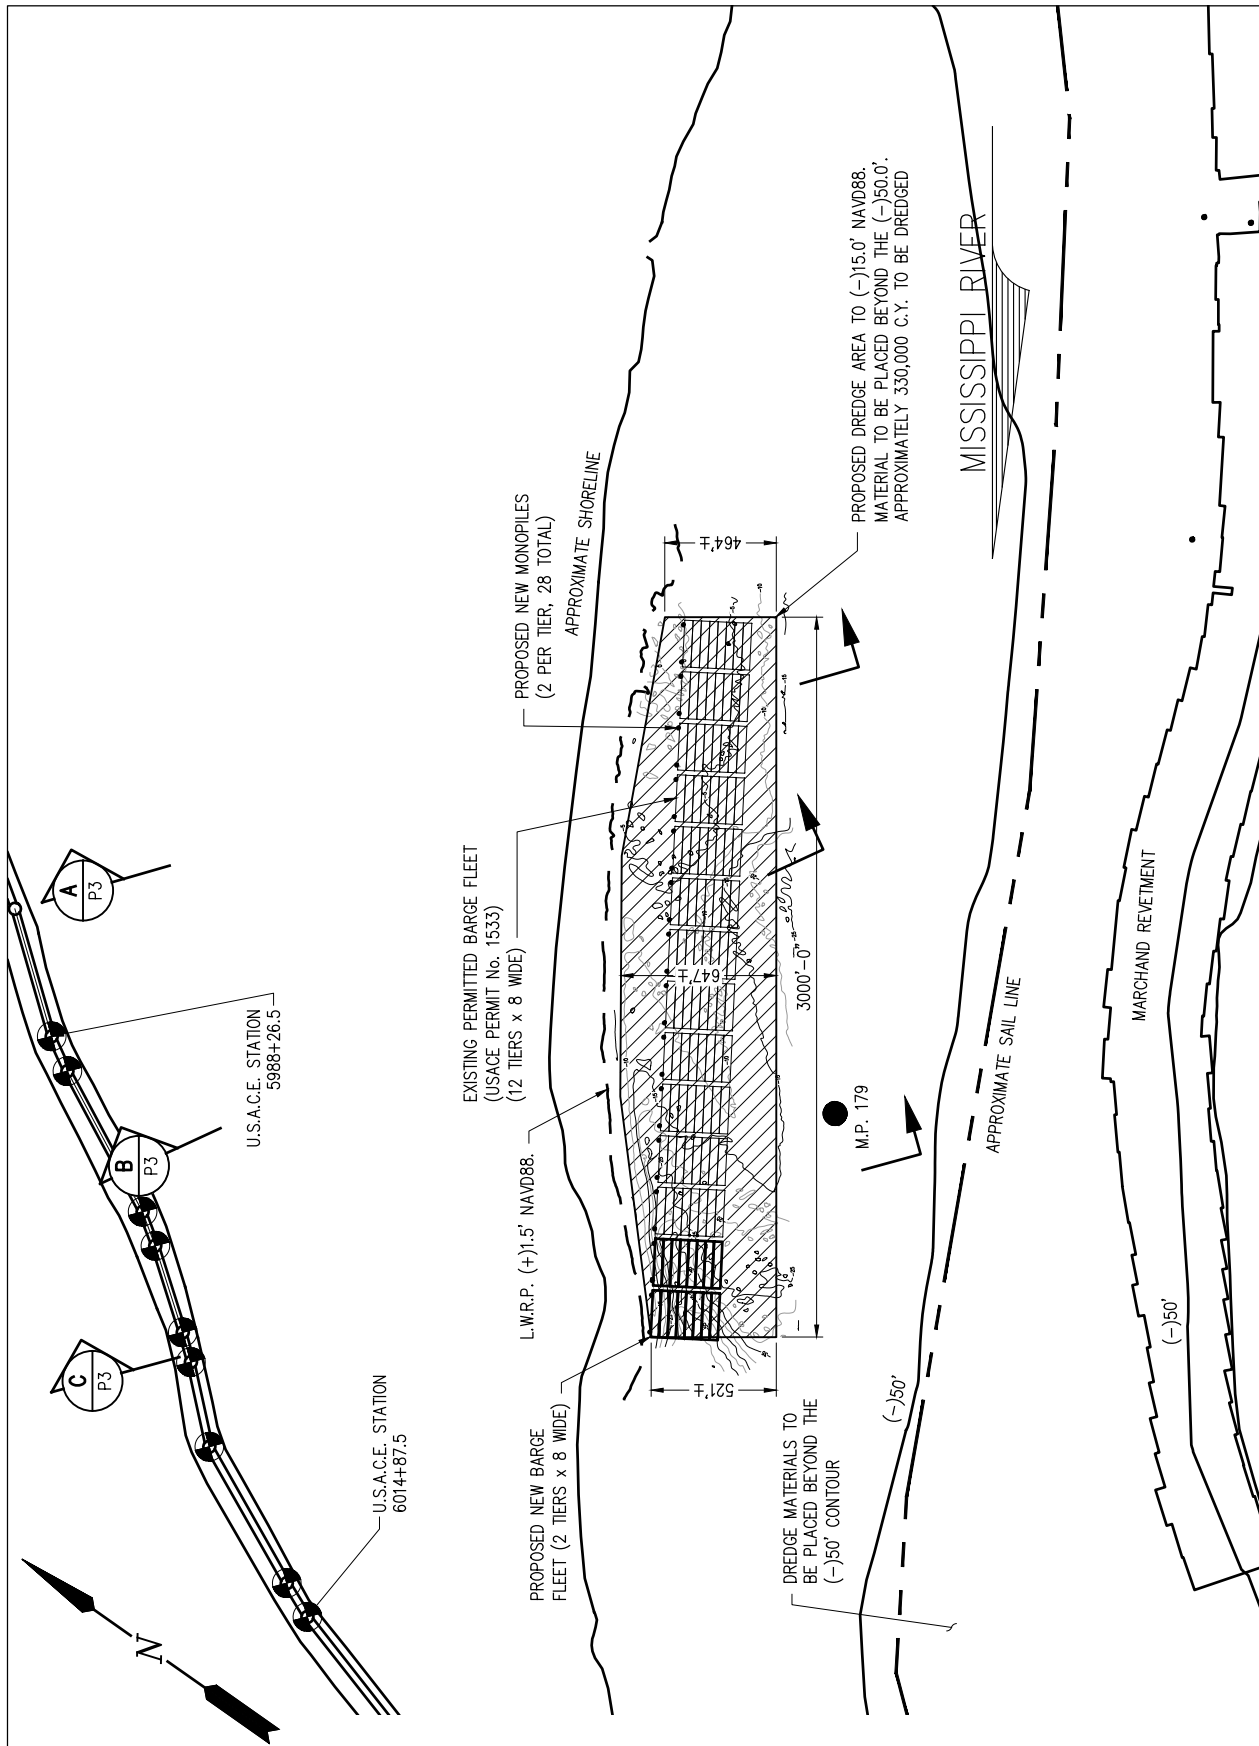 N
C
P3
B
P3
A
P3
U.S.A.C.E. STATION
6014+87.5
U.S.A.C.E. STATION
5988+26.5
PROPOSED NEW BARGE
FLEET (2 TIERS x 8 WIDE)
L.W.R.P. (+)1.5' NAVD88.
EXISTING PERMITTED BARGE FLEET
(USACE PERMIT No. 1533)
(12 TIERS x 8 WIDE)
PROPOSED NEW MONOPILES
(2 PER TIER, 28 TOTAL)
APPROXIMATE SHORELINE
521'±
647'±
464'±
3000'-0"
DREDGE MATERIALS TO
BE PLACED BEYOND THE
(-)50' CONTOUR
M.P. 179
PROPOSED DREDGE AREA TO (-)15.0' NAVD88.
MATERIAL TO BE PLACED BEYOND THE (-)50.0'.
APPROXIMATELY 330,000 C.Y. TO BE DREDGED
(-)50'
MISSISSIPPI RIVER
APPROXIMATE SAIL LINE
MARCHAND REVETMENT
(-)50'